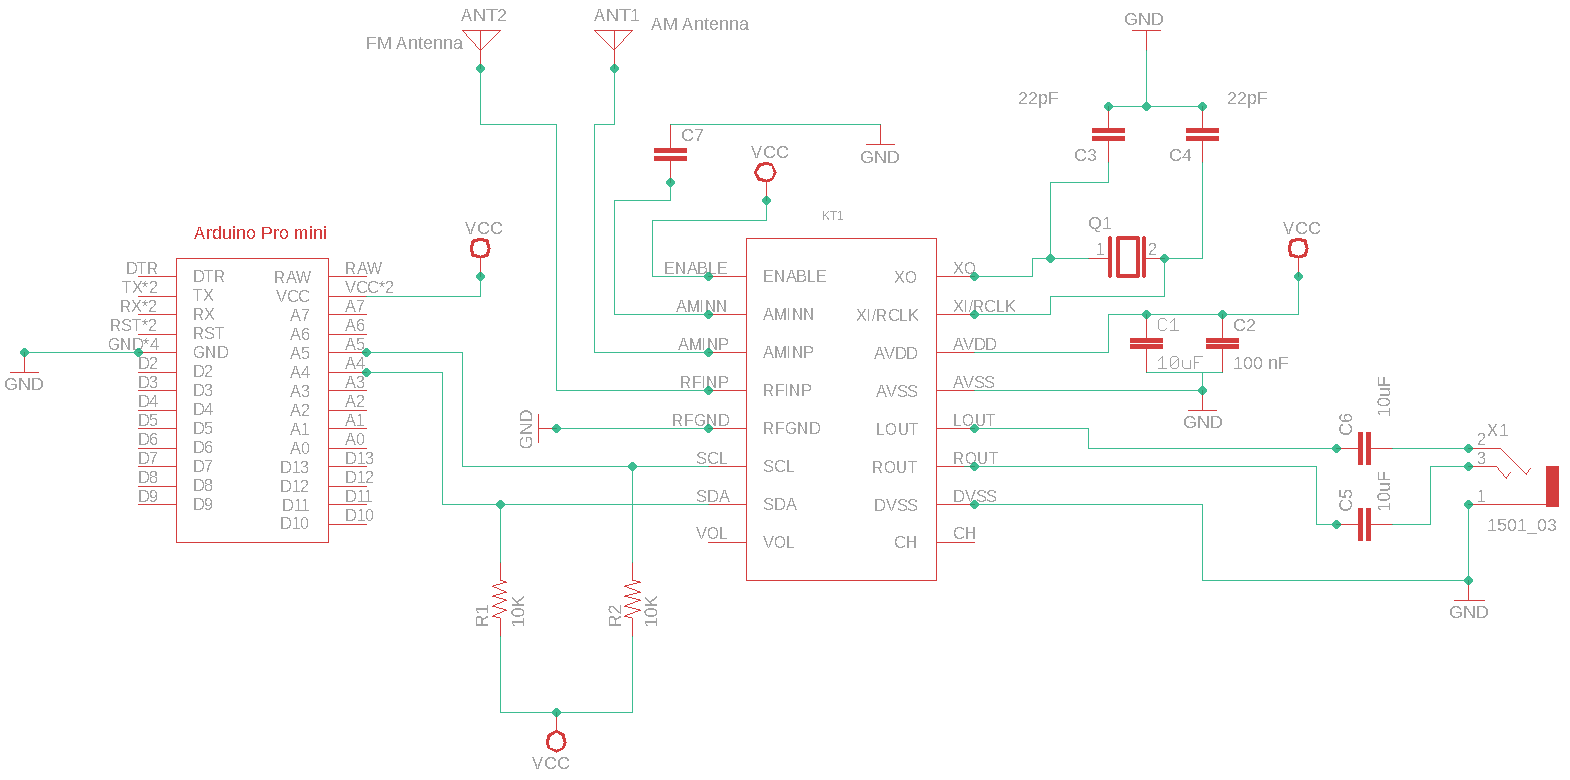 ANT2
FM Antenna
ANT1
AM Antenna
GND
22pF
22pF
C3
C4
C7
GND
VCC
KT1
Q1
1
2
VCC
Arduino Pro mini
VCC
DTR
TX*2
RX*2
RST*2
GND*4
D2
D3
D4
D5
D6
D7
D8
D9
DTR
TX
RX
RST
GND
D2
D3
D4
D5
D6
D7
D8
D9
RAW
VCC
A7
A6
A5
A4
A3
A2
A1
A0
D13
D12
D11
D10
RAW
VCC*2
A7
A6
A5
A4
A3
A2
A1
A0
D13
D12
D11
D10
GND
GND
ENABLE
AMINN
AMINP
RFINP
RFGND
SCL
SDA
VOL
ENABLE
AMINN
AMINP
RFINP
RFGND
SCL
SDA
VOL
XO
XI/RCLK
AVDD
AVSS
LOUT
ROUT
DVSS
CH
XO
XI/RCLK
AVDD
AVSS
LOUT
ROUT
DVSS
CH
C1
10uF
C2
100 nF
GND
C6
10uF
C5
10uF
X1
2
3
1
1501_03
GND
R1
10K
R2
10K
VCC